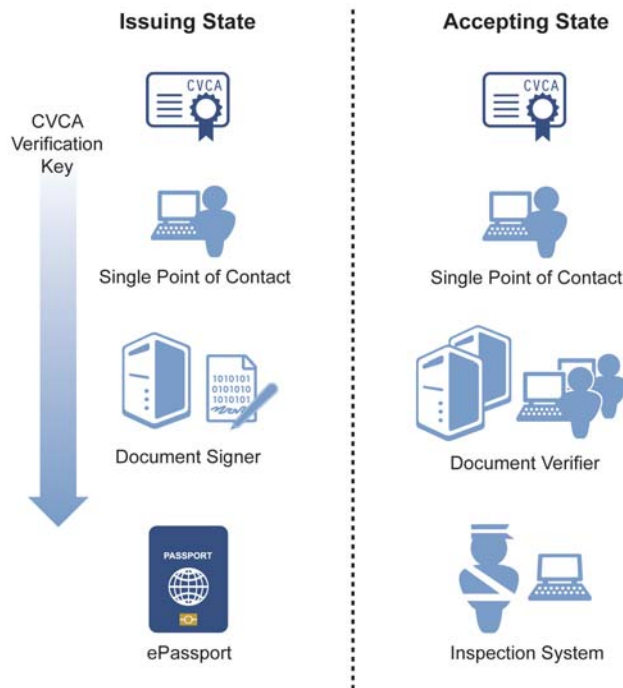 Issuing State
Accepting State
CVCA
CVCA
CVCA
Verification
Key
Single Point of Contact
Single Point of Contact
1010101
0101010
1010101
Document Signer
Document Verifier
PASSPORT
ePassport
Inspection System